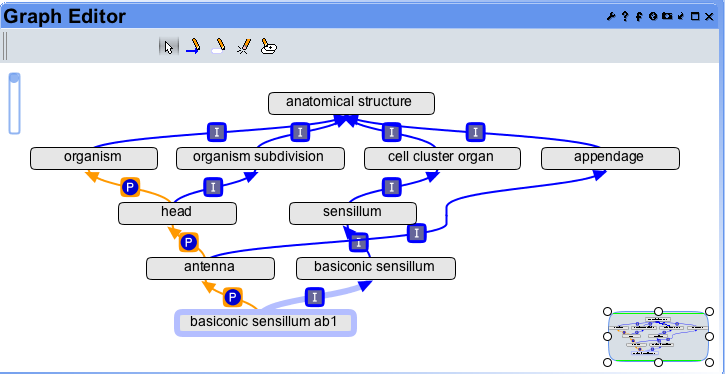 Graph Editor
anatomical structure
I I I I
organism organism subdivision cell cluster organ appendage
P I I
head sensillum
P I I
antenna basiconic sensillum
P I
basiconic sensillum ab1